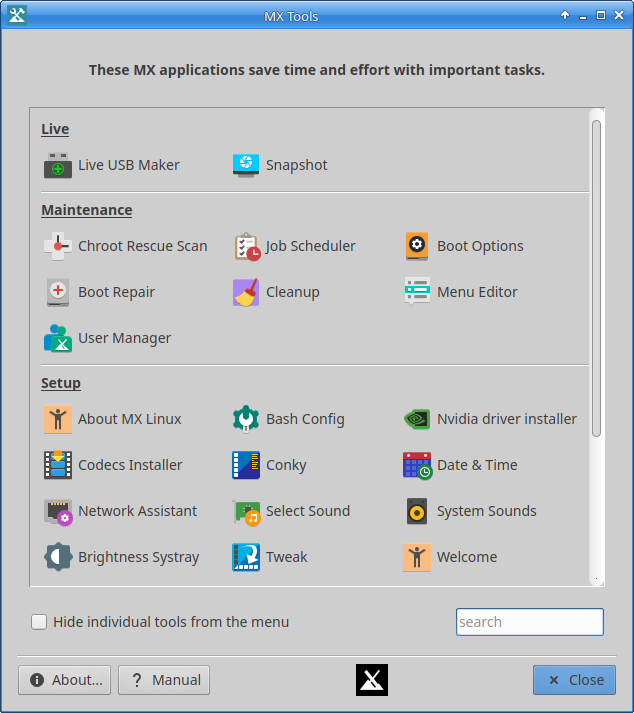 MX Tools
These MX applications save time and effort with important tasks.
Live
Live USB Maker Snapshot
Maintenance
Chroot Rescue Scan Job Scheduler Boot Options
Boot Repair Cleanup Menu Editor
User Manager
Setup
About MX Linux Bash Config Nvidia driver installer
Codecs Installer Conky Date & Time
Network Assistant Select Sound System Sounds
Brightness Systray Tweak Welcome
Hide individual tools from the menu search
About... ? Manual Close